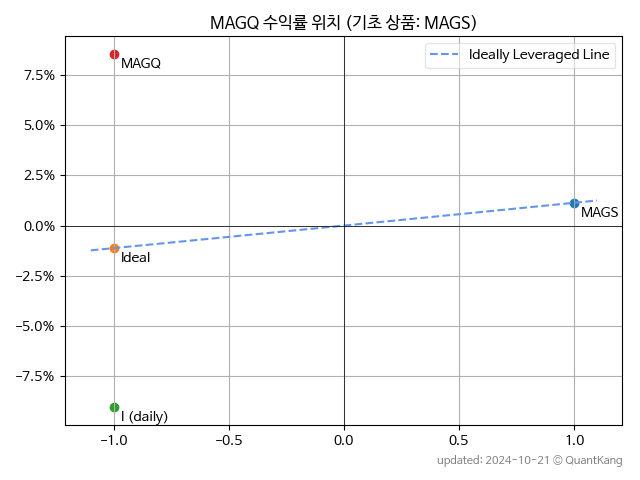 MAGQ 수익률 위치 (기초 상품: MAGS)
Ideally Leveraged Line
MAGQ
MAGS
Ideal
I (daily)
7.5%
5.0%
2.5%
0.0%
−2.5%
−5.0%
−7.5%
−1.0
−0.5
0.0
0.5
1.0
updated: 2024-10-21 © QuantKang